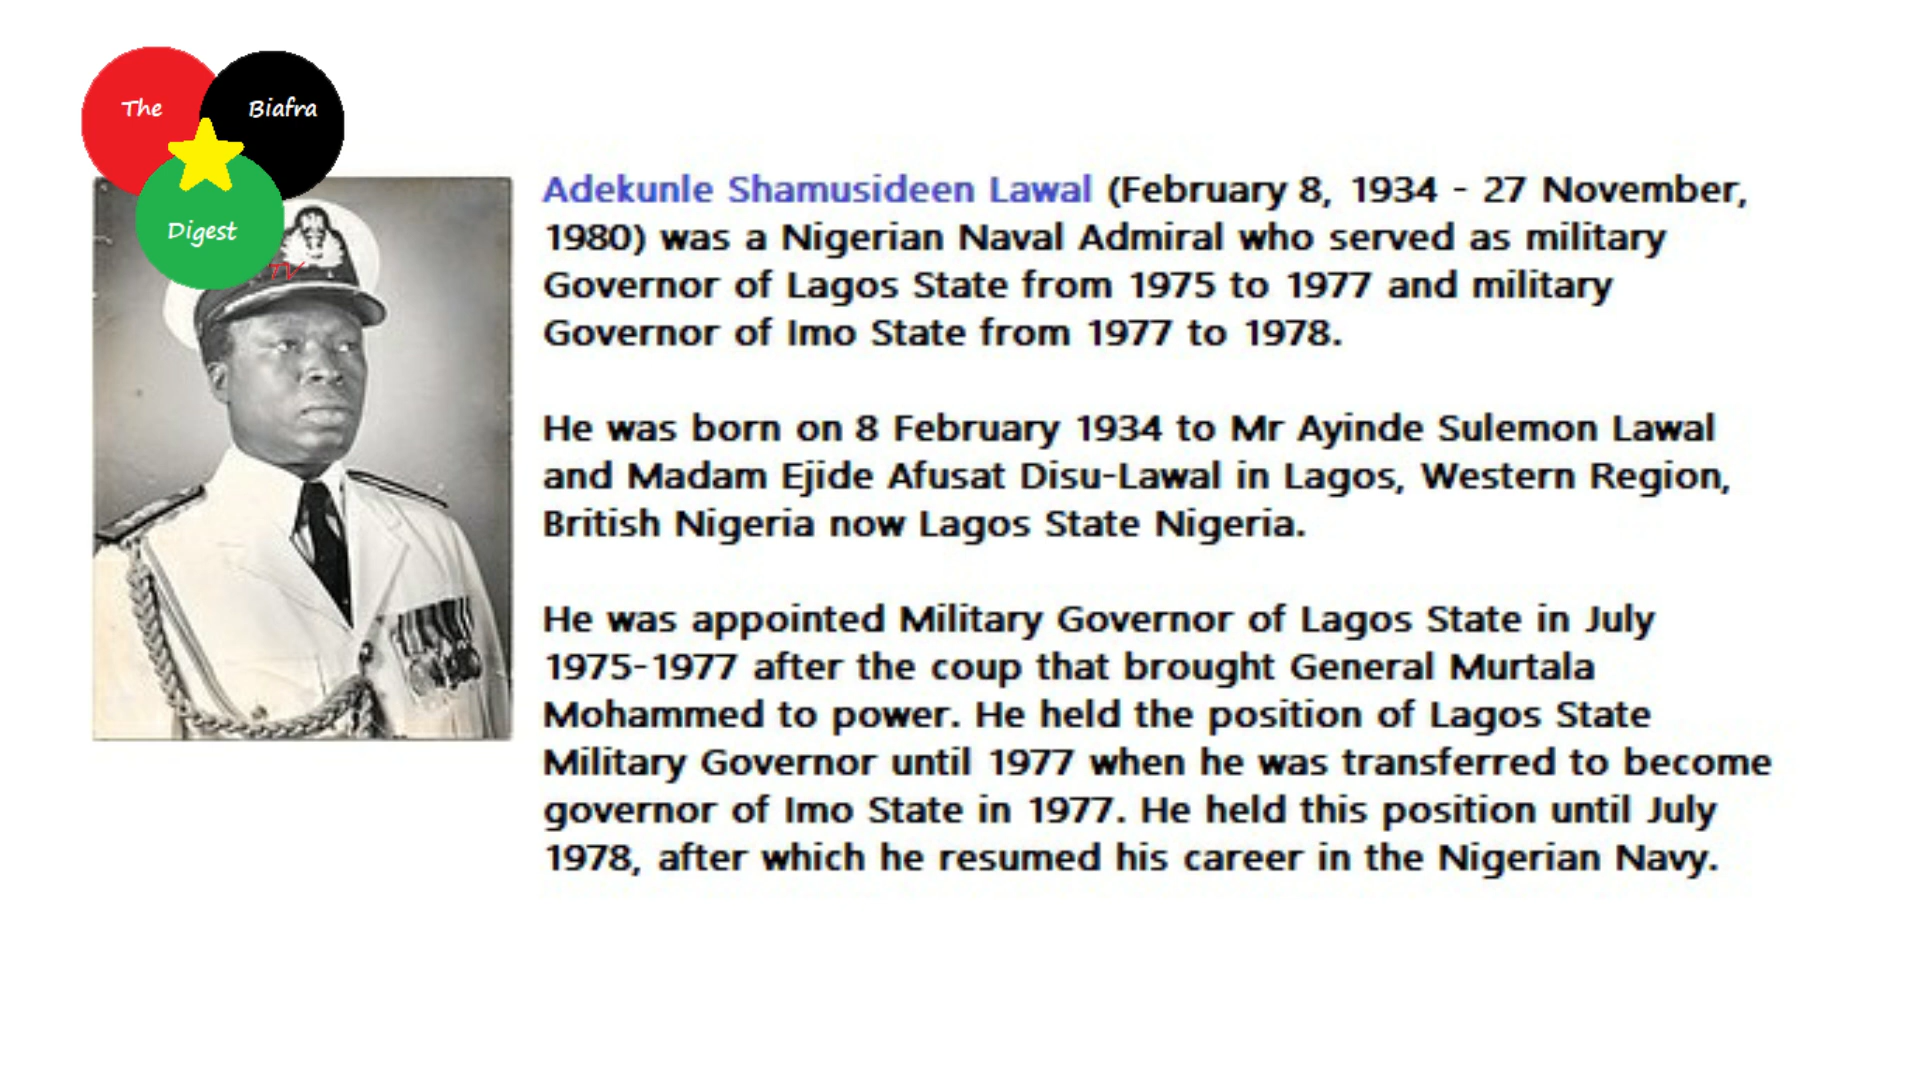 The Biafra
Digest
TV
Adekunle Shamusideen Lawal (February 8, 1934 - 27 November,
1980) was a Nigerian Naval Admiral who served as military
Governor of Lagos State from 1975 to 1977 and military
Governor of Imo State from 1977 to 1978.
He was born on 8 February 1934 to Mr Ayinde Sulemon Lawal
and Madam Ejide Afusat Disu-Lawal in Lagos, Western Region,
British Nigeria now Lagos State Nigeria.
He was appointed Military Governor of Lagos State in July
1975-1977 after the coup that brought General Murtala
Mohammed to power. He held the position of Lagos State
Military Governor until 1977 when he was transferred to become
governor of Imo State in 1977. He held this position until July
1978, after which he resumed his career in the Nigerian Navy.